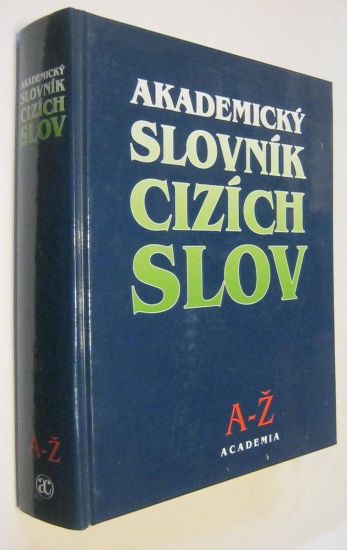 AKADEMICKÝ
SLOVNÍK
CIZÍCH
SLOV
A-Ž
ac
AKADEMICKÝ
SLOVNÍK
CIZÍCH
SLOV
A-Ž
ACADEMIA